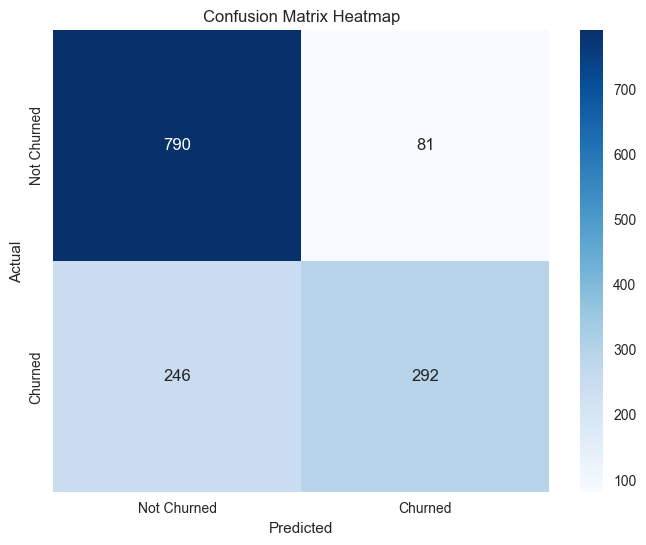 Confusion Matrix Heatmap
Not Churned
790
81
Actual
Churned
246
292
Not Churned
Churned
Predicted
700
600
500
400
300
200
100